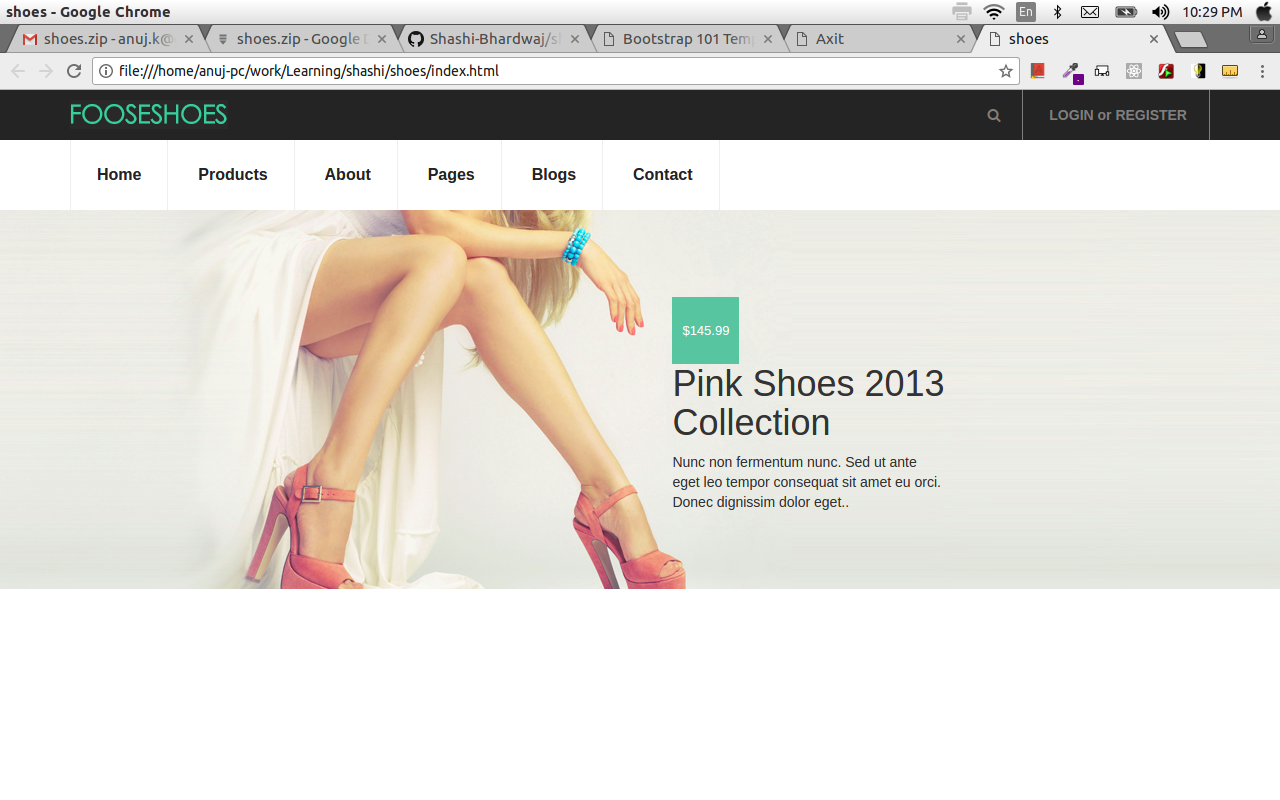 shoes - Google Chrome
En
10:29 PM
shoes.zip - anuj.k@
shoes.zip - Google
Shashi-Bhardwaj/s
Bootstrap 101 Tem
Axit
shoes
file:///home/anuj-pc/work/Learning/shashi/shoes/index.html
FOOSESHOES
LOGIN or REGISTER
Home
Products
About
Pages
Blogs
Contact
$145.99
Pink Shoes 2013
Collection
Nunc non fermentum nunc. Sed ut ante
eget leo tempor consequat sit amet eu orci.
Donec dignissim dolor eget..